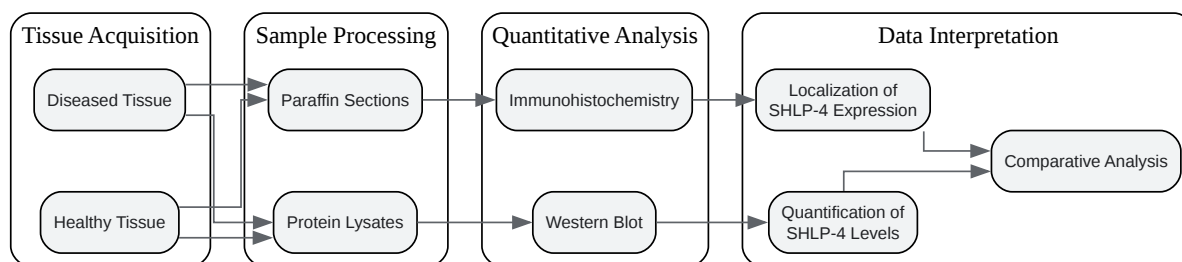 Tissue Acquisition
Diseased Tissue
Healthy Tissue
Sample Processing
Paraffin Sections
Protein Lysates
Quantitative Analysis
Immunohistochemistry
Western Blot
Data Interpretation
Localization of
SHLP-4 Expression
Quantification of
SHLP-4 Levels
Comparative Analysis